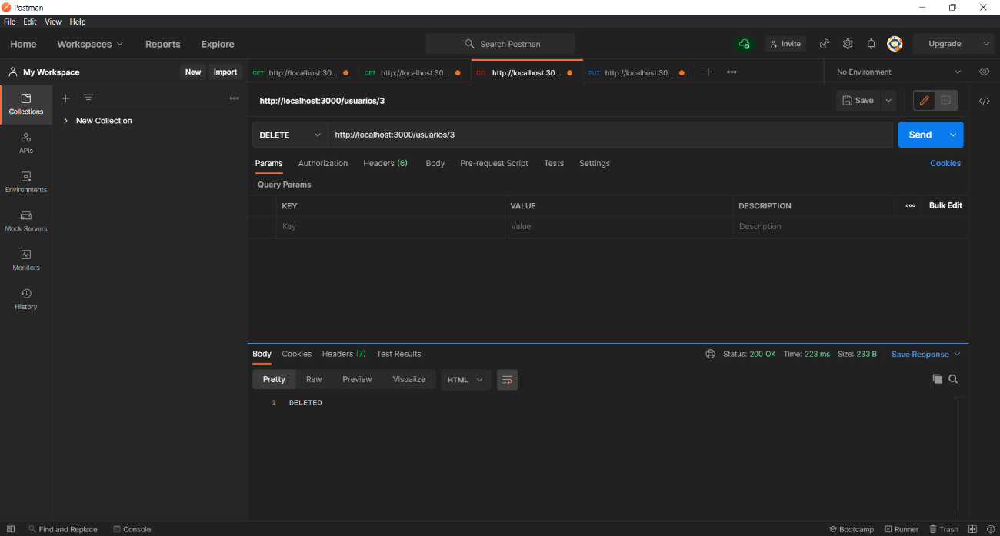 Postman
File Edit View Help
Home Workspaces Reports Explore Search Postman Invite Upgrade
My Workspace New Import GET http://localhost:30... GET http://localhost:30... DEL http://localhost:30... PUT http://localhost:30... No Environment
Collections
APIs
Environments
Mock Servers
Monitors
History
New Collection
http://localhost:3000/usuarios/3 Save
DELETE http://localhost:3000/usuarios/3 Send
Params Authorization Headers (6) Body Pre-request Script Tests Settings Cookies
Query Params
KEY VALUE DESCRIPTION Bulk Edit
Key Value Description
Body Cookies Headers (7) Test Results Status: 200 OK Time: 223 ms Size: 233 B Save Response
Pretty Raw Preview Visualize HTML
1 DELETED
Find and Replace Console Bootcamp Runner Trash